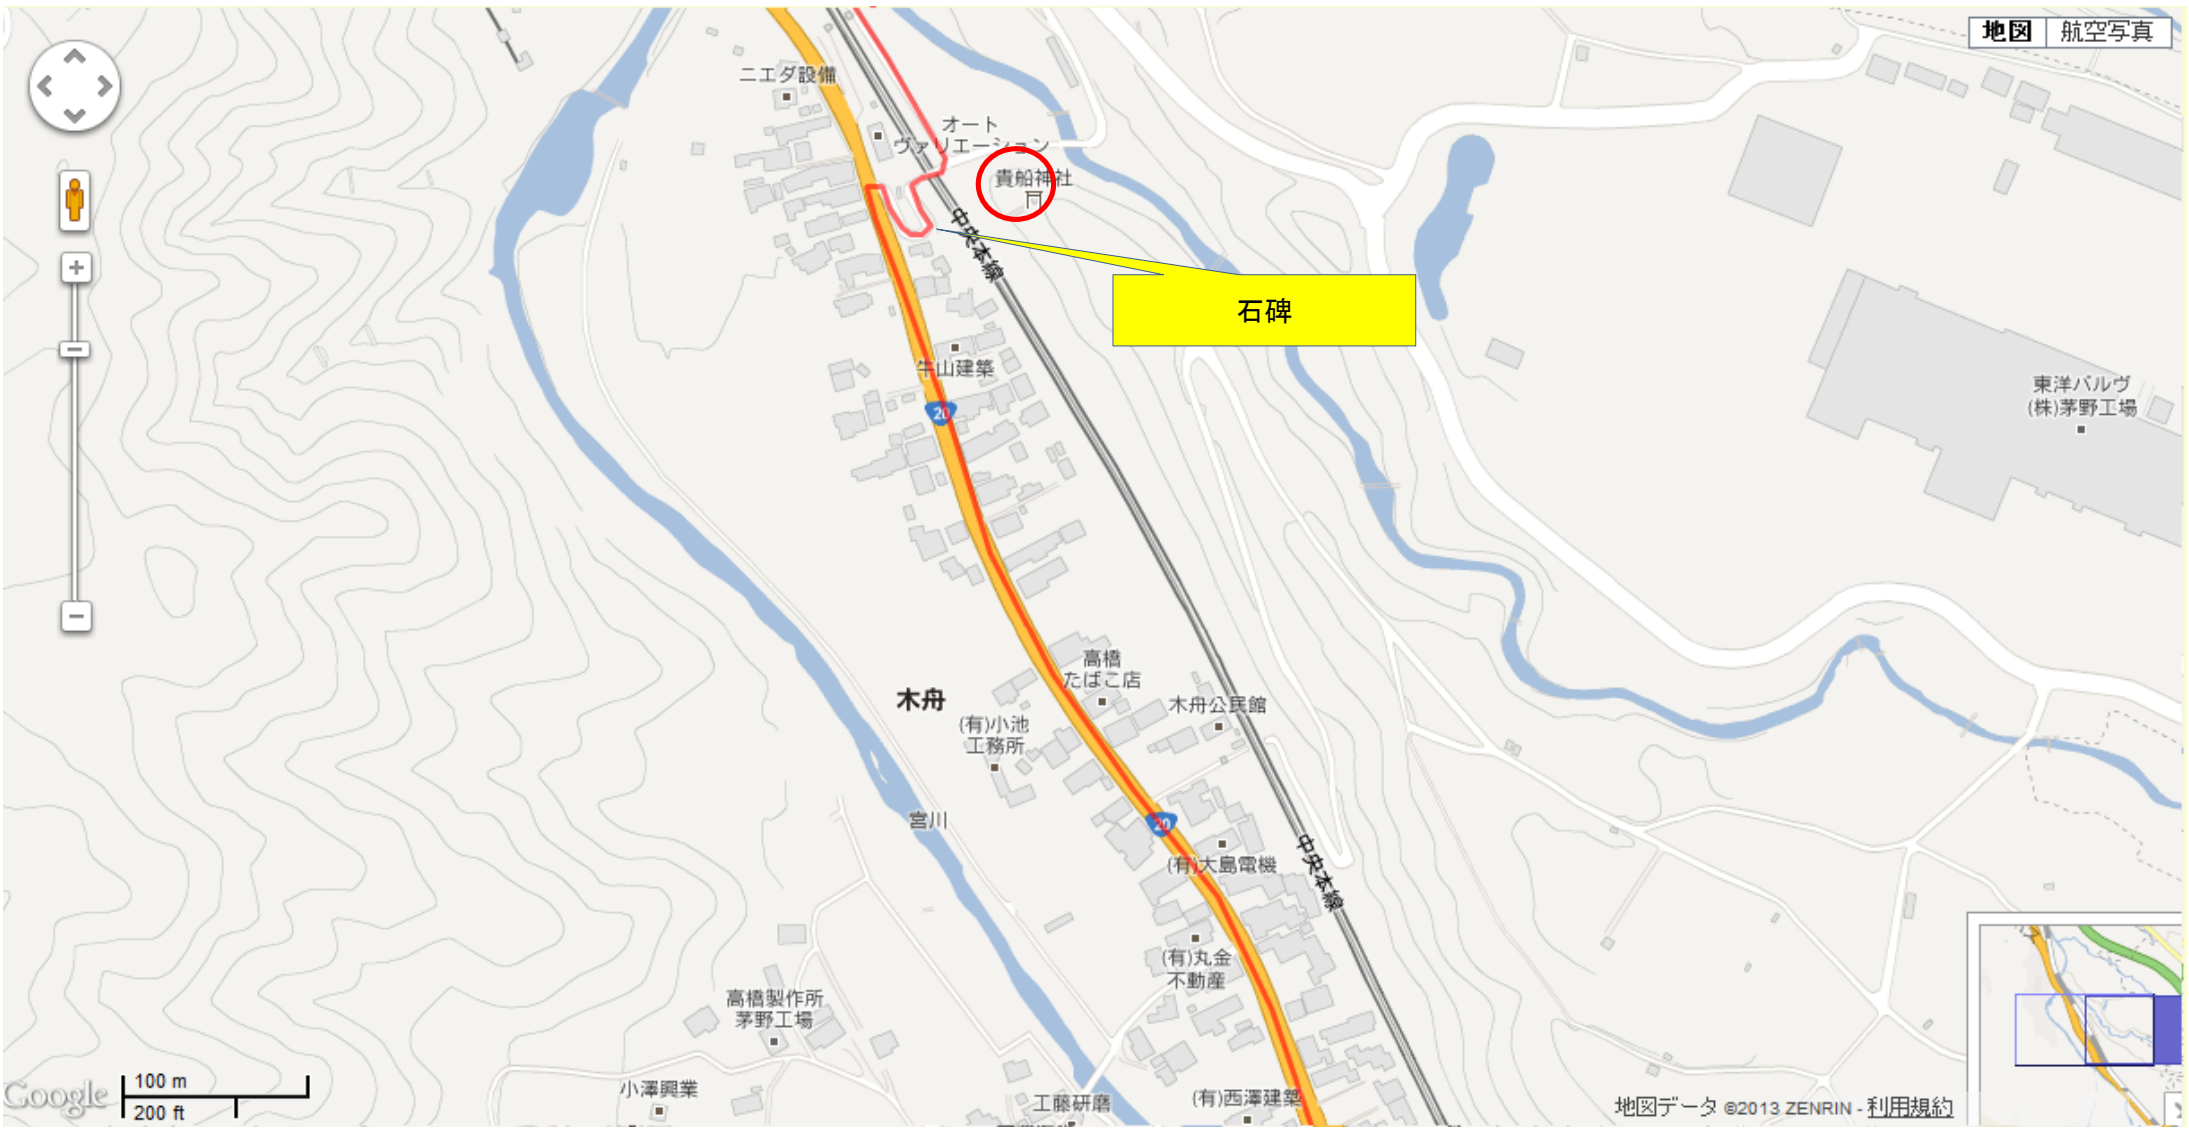 地図
航空写真
ニエダ設備
オート
ヴァリエーション
貴船神社
中央本線
石碑
牛山建築
20
東洋バルヴ
(株)茅野工場
高橋
たばこ店
木舟
木舟公民館
(有)小池
工務所
宮川
20
(有)大島電機
中央本線
(有)丸金
不動産
高橋製作所
茅野工場
小澤興業
工藤研磨
(有)西澤建築
Google
100 m
200 ft
地図データ ©2013 ZENRIN - 利用規約